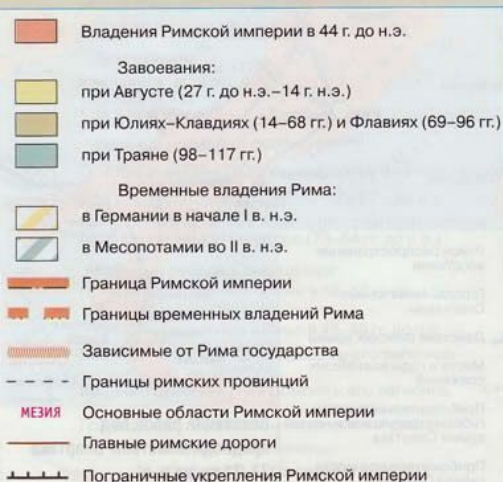 Владения Римской империи в 44 г. до н.э.
Завоевания:
при Августе (27 г. до н.э.–14 г. н.э.)
при Юлиях–Клавдиях (14–68 гг.) и Флавиях (69–96 гг.)
при Траяне (98–117 гг.)
Временные владения Рима:
в Германии в начале I в. н.э.
в Месопотамии во II в. н.э.
Граница Римской империи
Границы временных владений Рима
Зависимые от Рима государства
Границы римских провинций
МЕЗИЯ Основные области Римской империи
Главные римские дороги
Пограничные укрепления Римской империи